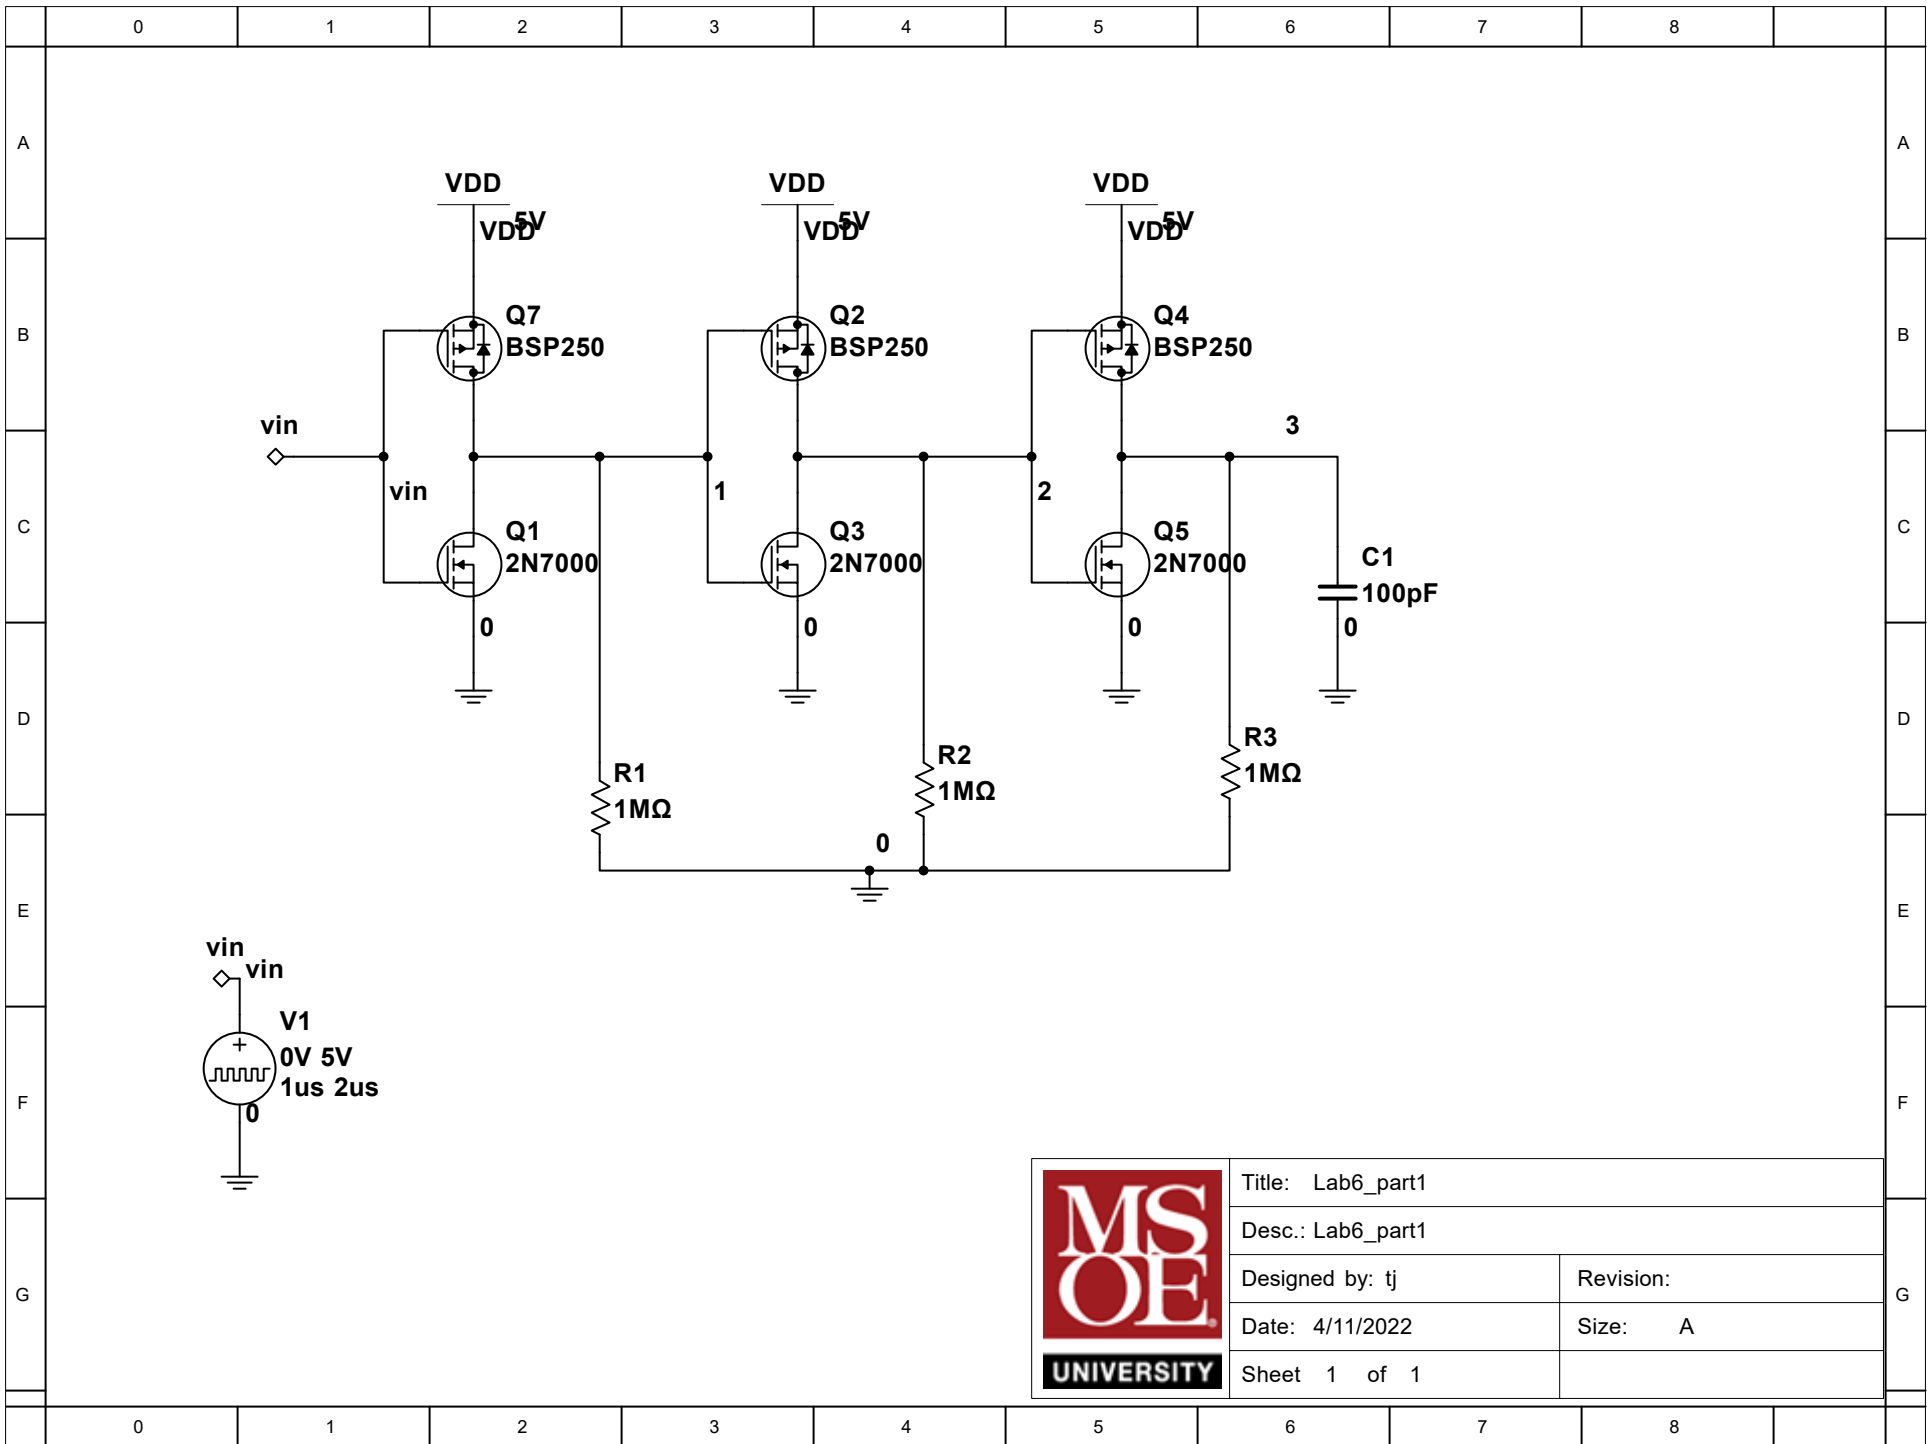 0 1 2 3 4 5 6 7 8
A A
VDD VDD VDD
5V 5V 5V
VDD VDD VDD
B B
Q7 Q2 Q4
BSP250 BSP250 BSP250
vin 3
vin 1 2
C C
Q1 Q3 Q5
2N7000 2N7000 2N7000
C1
100pF
0 0 0 0
D D
R1 R2 R3
1MΩ 1MΩ 1MΩ
0
E E
vin
vin
V1
0V 5V
1us 2us
0
F F
MS
OE
UNIVERSITY
Title: Lab6_part1
Desc.: Lab6_part1
Designed by: tj Revision:
Date: 4/11/2022 Size: A
Sheet 1 of 1
G G
0 1 2 3 4 5 6 7 8